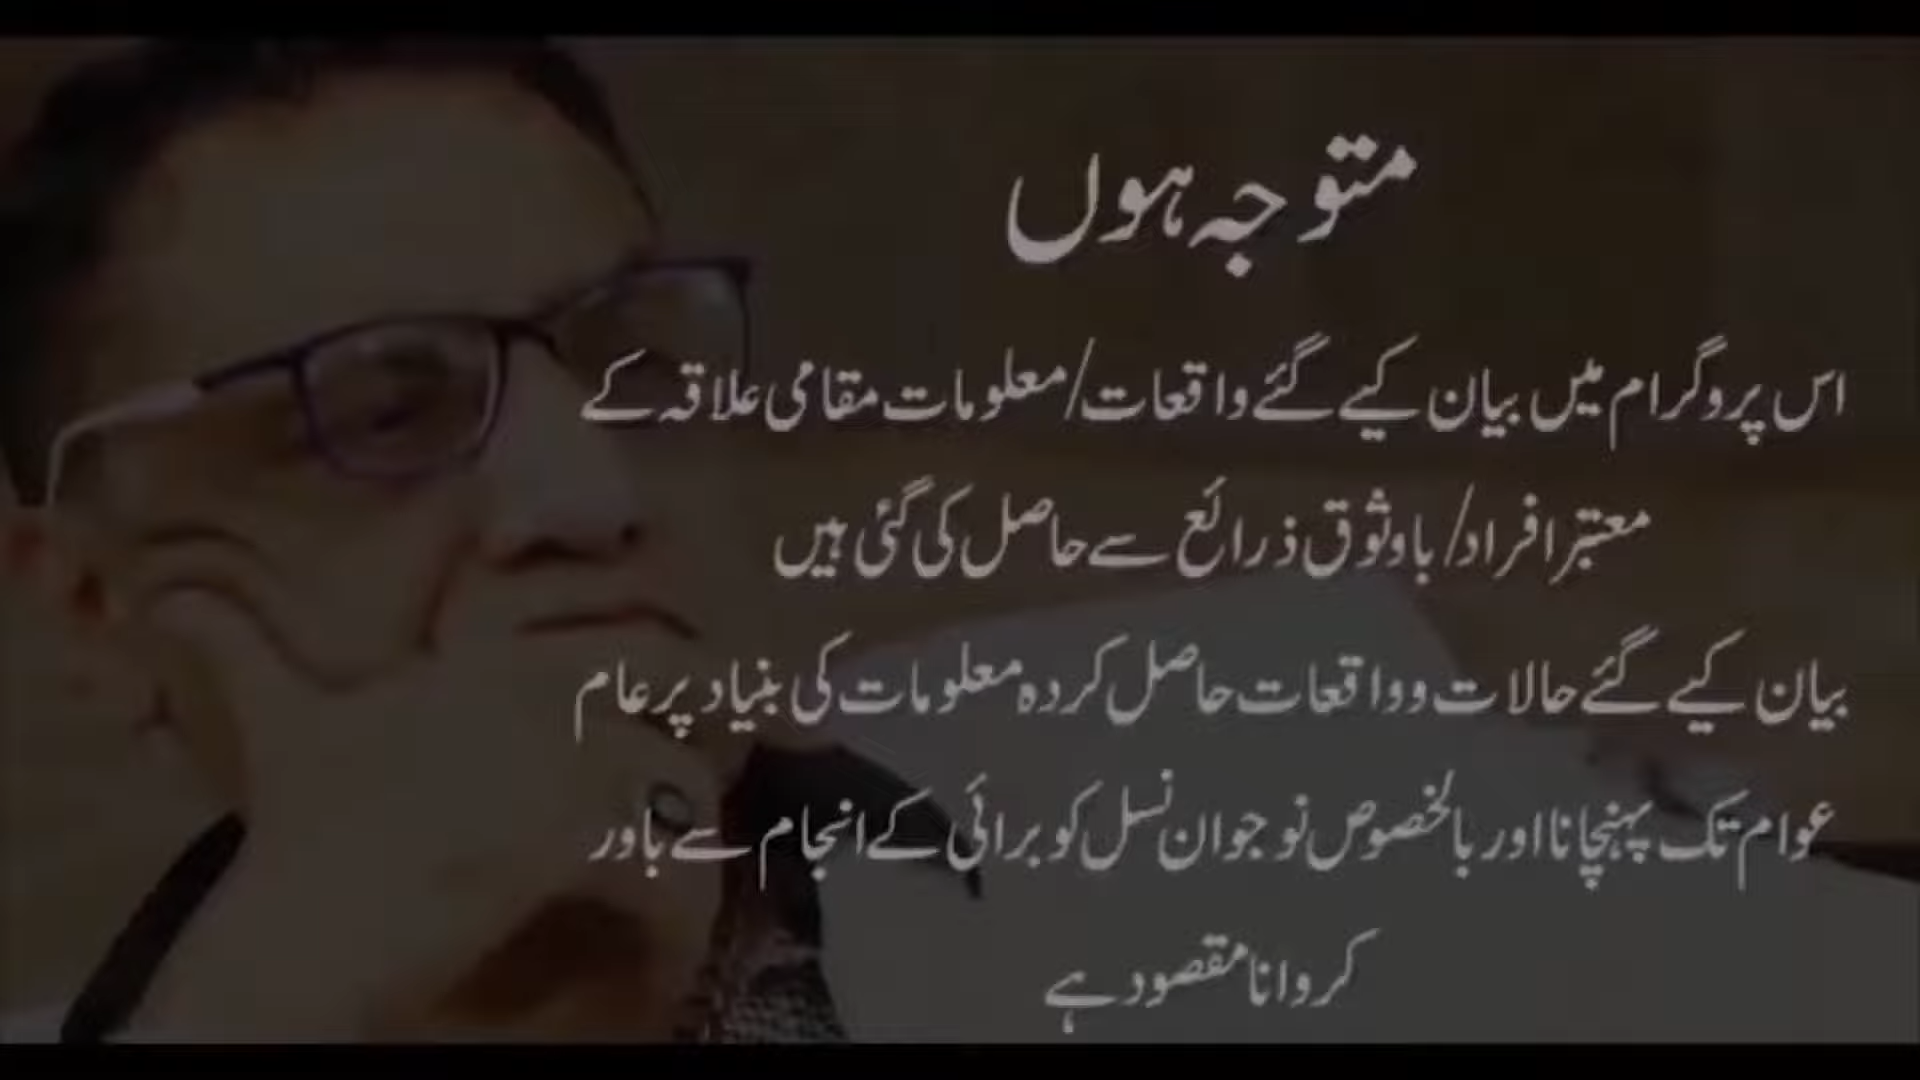 متوجہ ہوں
اس پروگرام میں بیان کیے گئے واقعات/معلومات مقامی علاقہ کے
معتبر افراد/باوثوق ذرائع سے حاصل کی گئی ہیں
بیان کیے گئے حالات و واقعات حاصل کردہ معلومات کی بنیاد پر عام
عوام تک پہنچانا اور بالخصوص نوجوان نسل کو برائی کے انجام سے باور
کروانا مقصود ہے